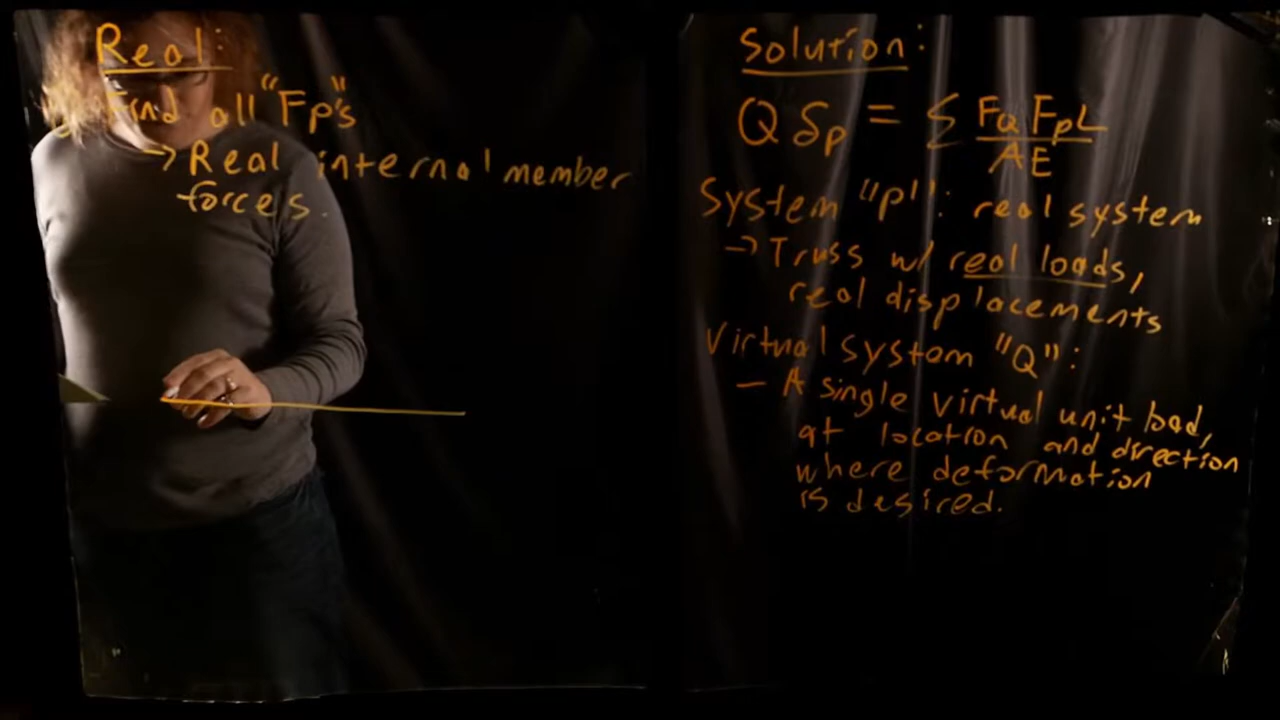 Real:
Find all "Fp's"
→ Real internal member
forces.
Solution:
Q δp = Σ FQ FpL / AE
System "p": real system
→ Truss w/ real loads,
real displacements
Virtual system "Q":
- A single virtual unit load,
at location and direction
where deformation
is desired.